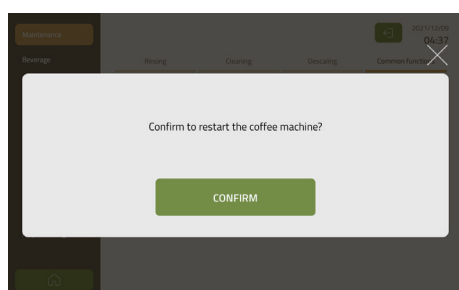 Maintenance
2021/12/09
04:37
Beverage
Rinsing
Cleaning
Descaling
Common function
Confirm to restart the coffee machine?
CONFIRM